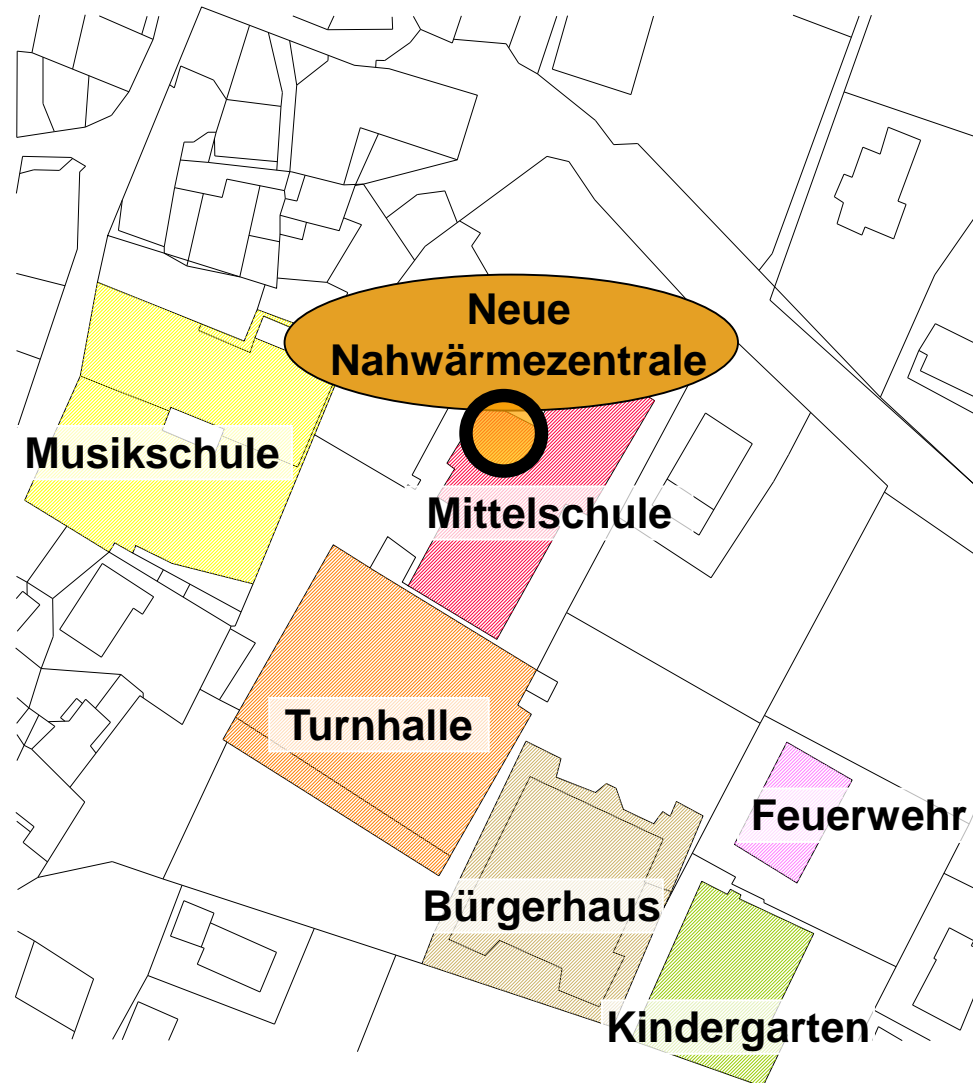 Neue
Nahwärmezentrale
Musikschule
Mittelschule
Turnhalle
Feuerwehr
Bürgerhaus
Kindergarten